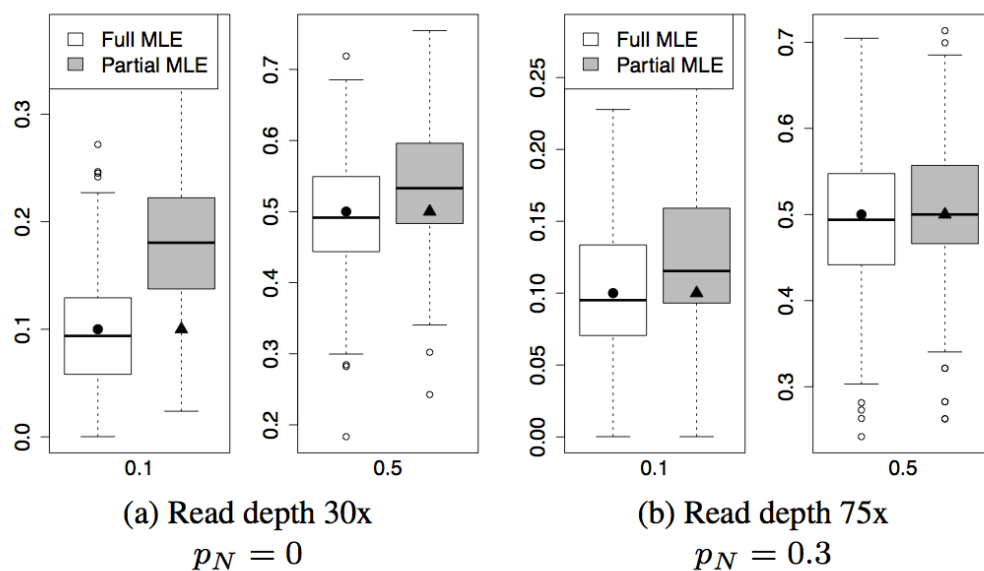 Full MLE
Partial MLE
0.0 0.1 0.2 0.3
0.1
0.2 0.3 0.4 0.5 0.6 0.7
0.5
Full MLE
Partial MLE
0.00 0.05 0.10 0.15 0.20 0.25
0.1
0.3 0.4 0.5 0.6 0.7
0.5
(a) Read depth 30x
p_N = 0
(b) Read depth 75x
p_N = 0.3